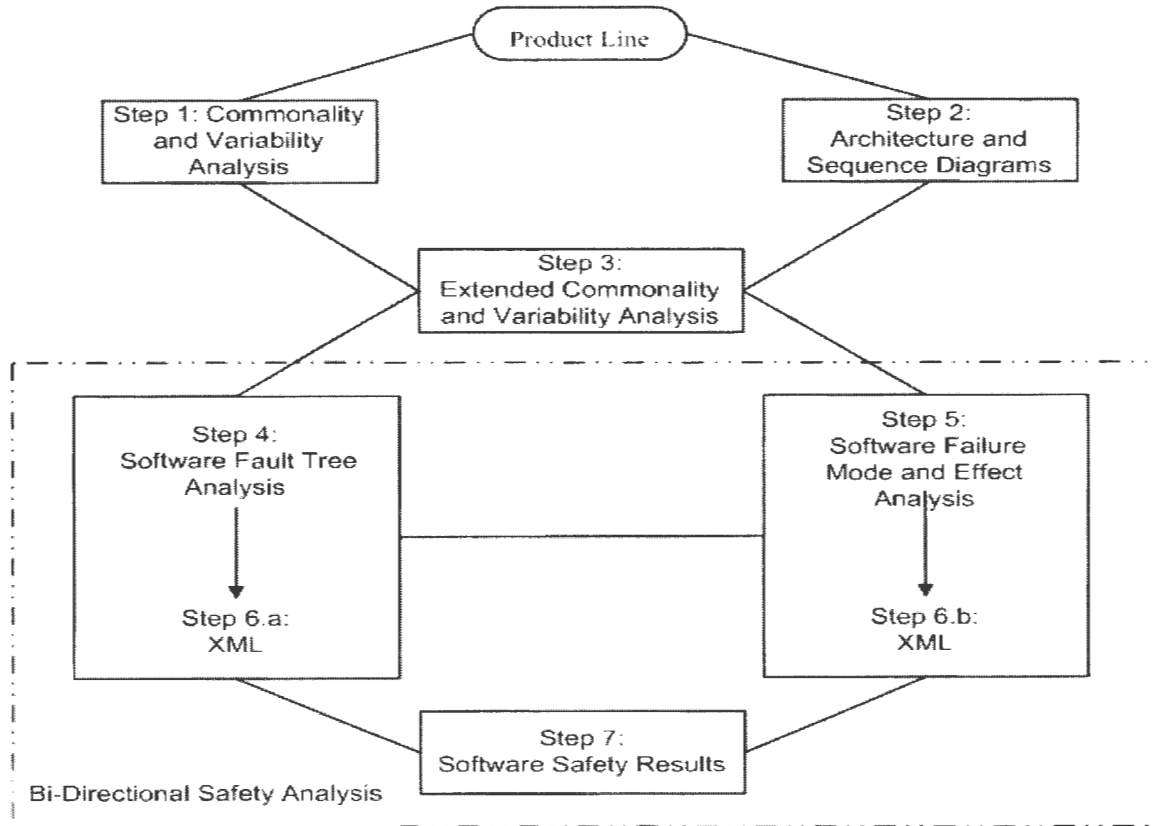 Product Line
Step 1: Commonality
and Variability
Analysis
Step 2:
Architecture and
Sequence Diagrams
Step 3:
Extended Commonality
and Variability Analysis
Step 4:
Software Fault Tree
Analysis
Step 5:
Software Failure
Mode and Effect
Analysis
Step 6.a:
XML
Step 6.b:
XML
Step 7:
Software Safety Results
Bi-Directional Safety Analysis